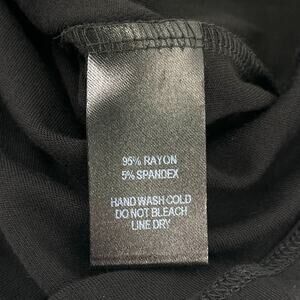 95% RAYON
5% SPANDEX
HAND WASH COLD
DO NOT BLEACH
LINE DRY